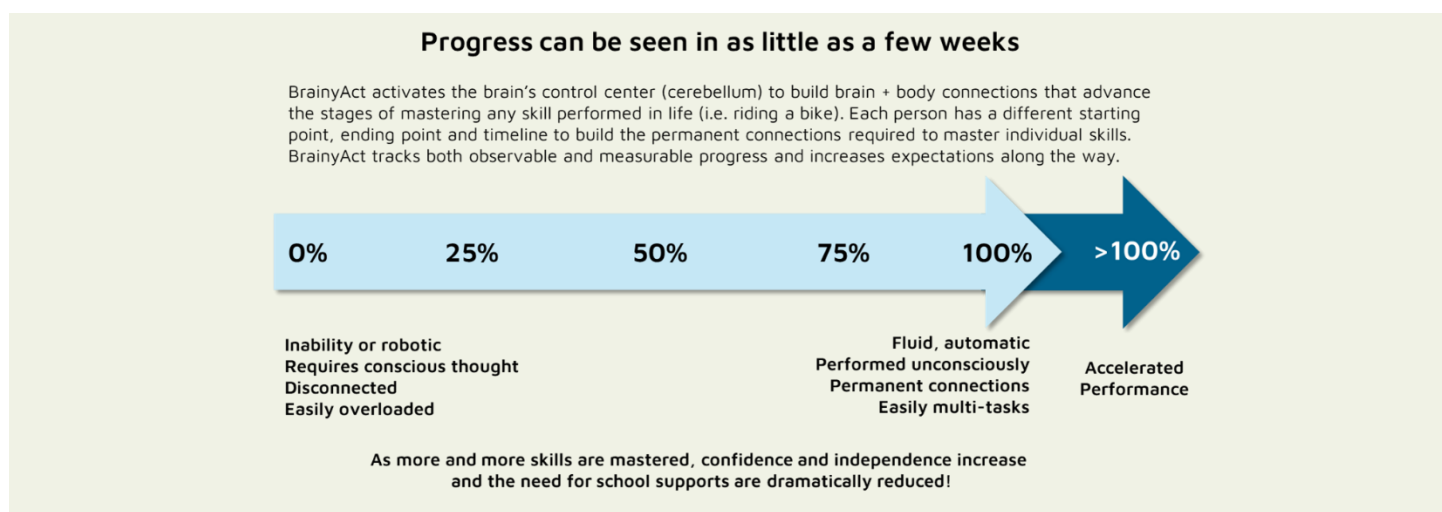 Progress can be seen in as little as a few weeks
BrainyAct activates the brain's control center (cerebellum) to build brain + body connections that advance
the stages of mastering any skill performed in life (i.e. riding a bike). Each person has a different starting
point, ending point and timeline to build the permanent connections required to master individual skills.
BrainyAct tracks both observable and measurable progress and increases expectations along the way.
0% 25% 50% 75% 100% >100%
Inability or robotic
Requires conscious thought
Disconnected
Easily overloaded
Fluid, automatic
Performed unconsciously
Permanent connections
Easily multi-tasks
Accelerated
Performance
As more and more skills are mastered, confidence and independence increase
and the need for school supports are dramatically reduced!